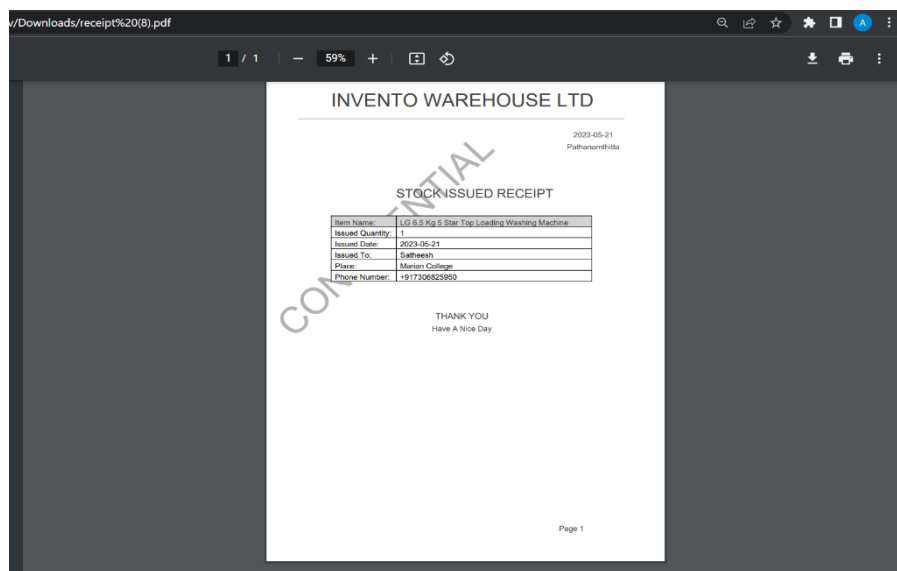 v/Downloads/receipt%20(8).pdf
A
1 / 1 — 59% +
INVENTO WAREHOUSE LTD
2023-05-21
Pathanamthitta
CONFIDENTIAL
STOCK ISSUED RECEIPT
Item Name: LG 6.5 Kg 5 Star Top Loading Washing Machine
Issued Quantity: 1
Issued Date: 2023-05-21
Issued To: Satheesh
Place: Marian College
Phone Number: +917306825950
THANK YOU
Have A Nice Day
Page 1